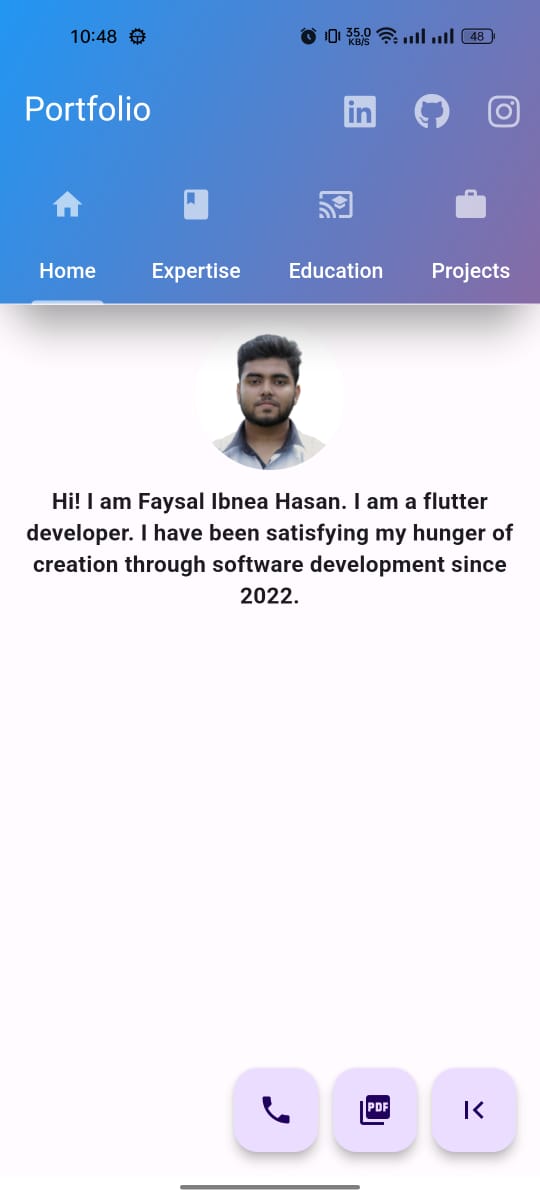 10:48 35.0 KB/S 48
Portfolio in
Home Expertise Education Projects
Hi! I am Faysal Ibnea Hasan. I am a flutter
developer. I have been satisfying my hunger of
creation through software development since
2022.
PDF